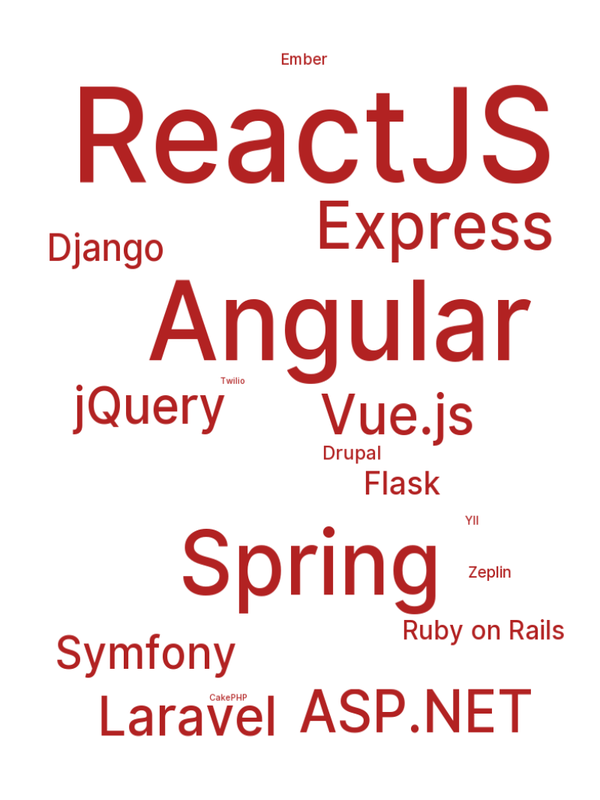 Ember
ReactJS
Express
Django
Angular
Twilio
jQuery
Vue.js
Drupal
Flask
YII
Spring
Zeplin
Ruby on Rails
Symfony
CakePHP
Laravel
ASP.NET